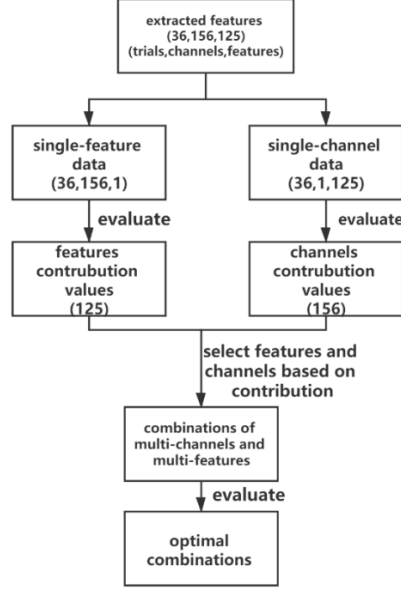 extracted features
(36,156,125)
(trials,channels,features)
single-feature
data
(36,156,1)
single-channel
data
(36,1,125)
evaluate
evaluate
features
contrubution
values
(125)
channels
contrubution
values
(156)
select features and
channels based on
contribution
combinations of
multi-channels and
multi-features
evaluate
optimal
combinations